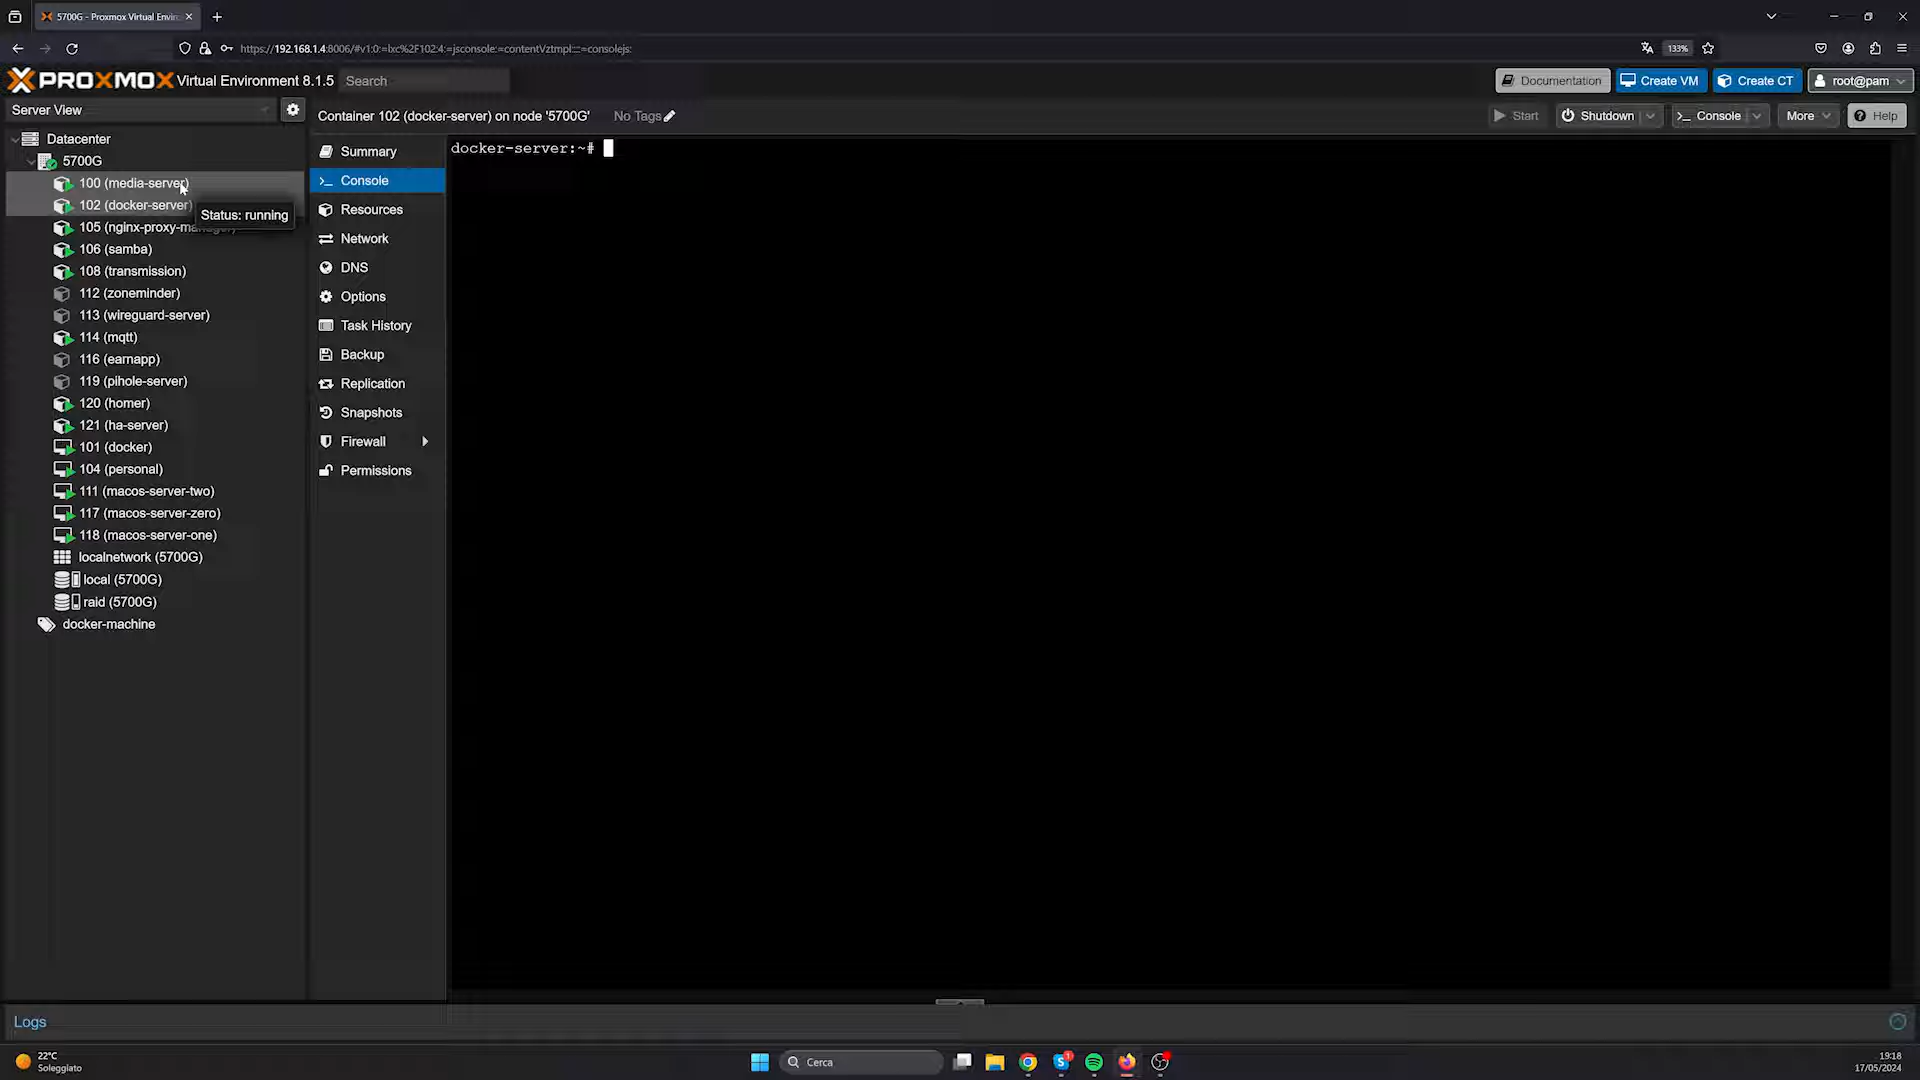 5700G - Proxmox Virtual Enviro
https://192.168.1.4:8006/#v1:0:=lxc%2F102:4:=jsconsole:=contentVztmpl::::=consolejs:
133%
PROXMOX Virtual Environment 8.1.5 Search
Documentation Create VM Create CT root@pam
Server View
Container 102 (docker-server) on node '5700G' No Tags
Start Shutdown Console More Help
Datacenter
5700G
100 (media-server)
102 (docker-server)
Status: running
105 (nginx-proxy-manager)
106 (samba)
108 (transmission)
112 (zoneminder)
113 (wireguard-server)
114 (mqtt)
116 (earnapp)
119 (pihole-server)
120 (homer)
121 (ha-server)
101 (docker)
104 (personal)
111 (macos-server-two)
117 (macos-server-zero)
118 (macos-server-one)
localnetwork (5700G)
local (5700G)
raid (5700G)
docker-machine
Summary
Console
Resources
Network
DNS
Options
Task History
Backup
Replication
Snapshots
Firewall
Permissions
docker-server:~#
Logs
22°C
Soleggiato
Cerca
1
19:18
17/05/2024